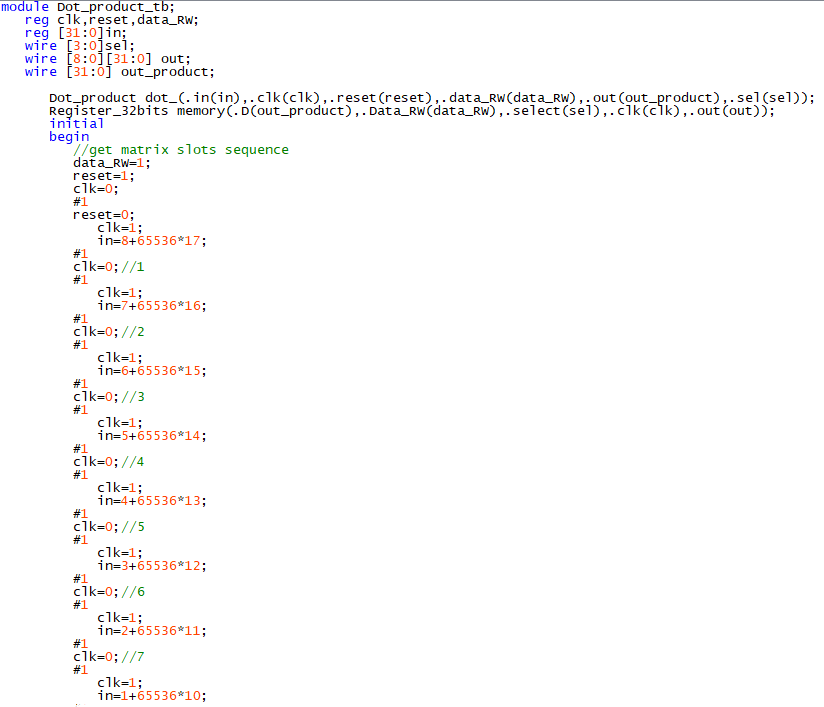 module Dot_product_tb;
reg clk,reset,data_RW;
reg [31:0]in;
wire [3:0]sel;
wire [8:0][31:0] out;
wire [31:0] out_product;
Dot_product dot_(.in(in),.clk(clk),.reset(reset),.data_RW(data_RW),.out(out_product),.sel(sel));
Register_32bits memory(.D(out_product),.Data_RW(data_RW),.select(sel),.clk(clk),.out(out));
initial
begin
//get matrix slots sequence
data_RW=1;
reset=1;
clk=0;
#1
reset=0;
clk=1;
in=8+65536*17;
#1
clk=0;//1
#1
clk=1;
in=7+65536*16;
#1
clk=0;//2
#1
clk=1;
in=6+65536*15;
#1
clk=0;//3
#1
clk=1;
in=5+65536*14;
#1
clk=0;//4
#1
clk=1;
in=4+65536*13;
#1
clk=0;//5
#1
clk=1;
in=3+65536*12;
#1
clk=0;//6
#1
clk=1;
in=2+65536*11;
#1
clk=0;//7
#1
clk=1;
in=1+65536*10;